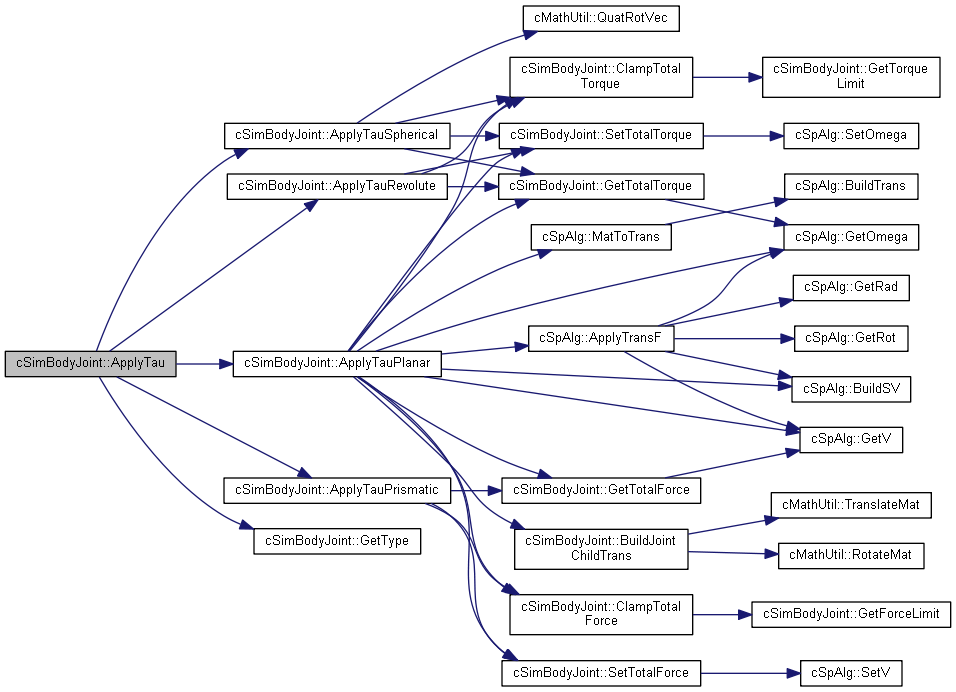 cMathUtil::QuatRotVec
cSimBodyJoint::ClampTotal
Torque
cSimBodyJoint::GetTorque
Limit
cSimBodyJoint::ApplyTauSpherical
cSimBodyJoint::SetTotalTorque
cSpAlg::SetOmega
cSimBodyJoint::ApplyTauRevolute
cSimBodyJoint::GetTotalTorque
cSpAlg::BuildTrans
cSpAlg::MatToTrans
cSpAlg::GetOmega
cSpAlg::GetRad
cSpAlg::ApplyTransF
cSpAlg::GetRot
cSimBodyJoint::ApplyTau
cSimBodyJoint::ApplyTauPlanar
cSpAlg::BuildSV
cSpAlg::GetV
cSimBodyJoint::ApplyTauPrismatic
cSimBodyJoint::GetTotalForce
cMathUtil::TranslateMat
cSimBodyJoint::GetType
cSimBodyJoint::BuildJoint
ChildTrans
cMathUtil::RotateMat
cSimBodyJoint::ClampTotal
Force
cSimBodyJoint::GetForceLimit
cSimBodyJoint::SetTotalForce
cSpAlg::SetV